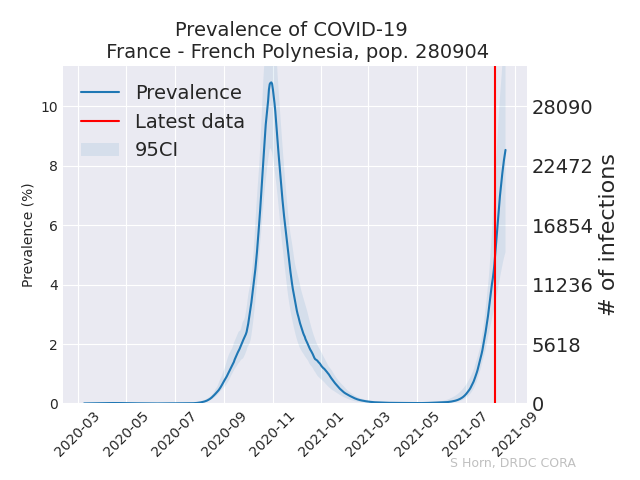 Prevalence of COVID-19
France - French Polynesia, pop. 280904
Prevalence
Latest data
95CI
Prevalence (%)
10
8
6
4
2
0
28090
22472
16854
11236
5618
0
# of infections
2020-03
2020-05
2020-07
2020-09
2020-11
2021-01
2021-03
2021-05
2021-07
2021-09
S Horn, DRDC CORA